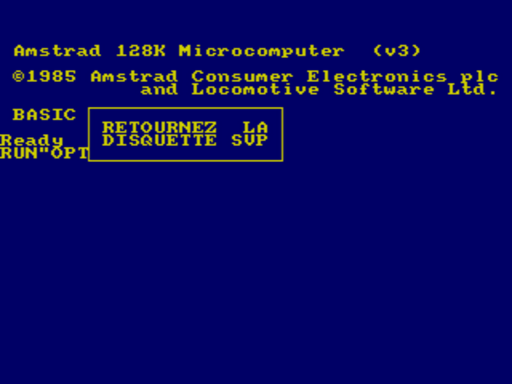 Amstrad 128K Microcomputer (v3)
©1985 Amstrad Consumer Electronics plc
and Locomotive Software Ltd.
BASIC
RETOURNEZ LA
DISQUETTE SVP
Ready
RUN"OPT